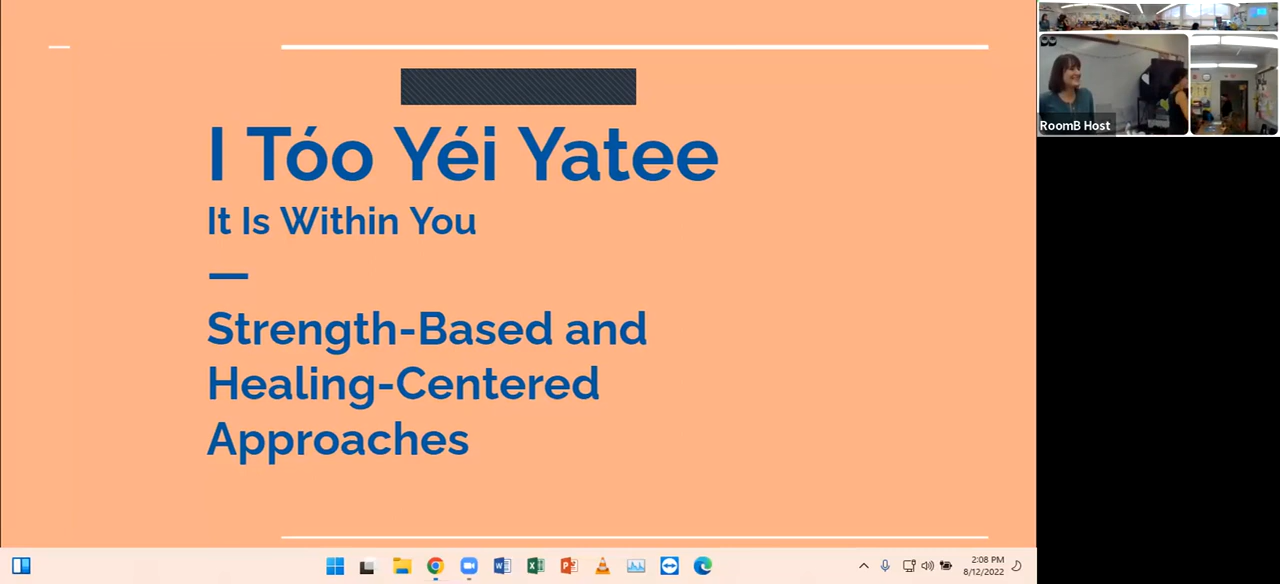 I Tóo Yéi Yatee
It Is Within You
Strength-Based and
Healing-Centered
Approaches
RoomB Host
2:08 PM
8/12/2022